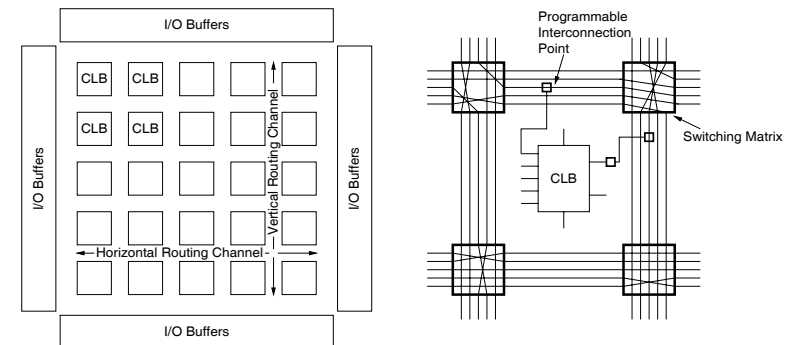 I/O Buffers
I/O Buffers
CLB
CLB
CLB
CLB
Vertical Routing Channel
Horizontal Routing Channel
I/O Buffers
I/O Buffers
Programmable
Interconnection
Point
Switching Matrix
CLB